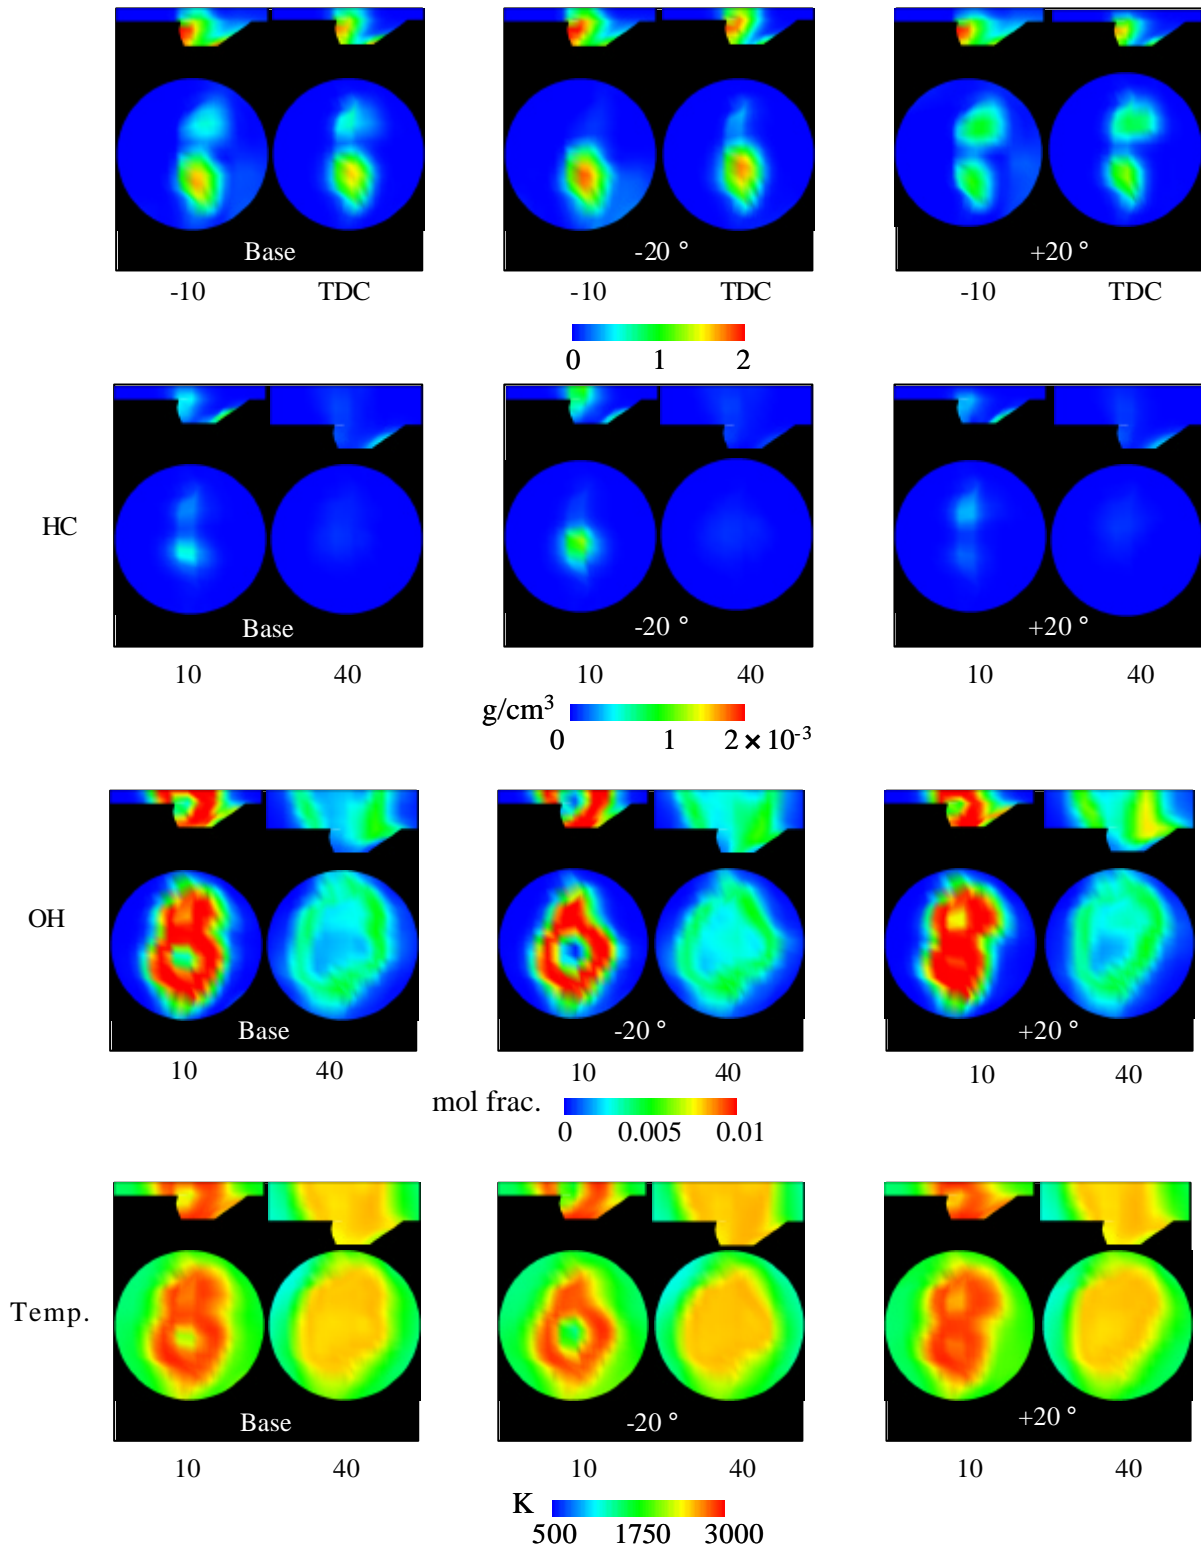 Base -20 ° +20 °
-10 TDC -10 TDC -10 TDC
0 1 2
HC
Base -20 ° +20 °
10 40 10 40 10 40
g/cm³
0 1 2 × 10⁻³
OH
Base -20 ° +20 °
10 40 10 40 10 40
mol frac.
0 0.005 0.01
Temp.
Base -20 ° +20 °
10 40 10 40 10 40
K
500 1750 3000